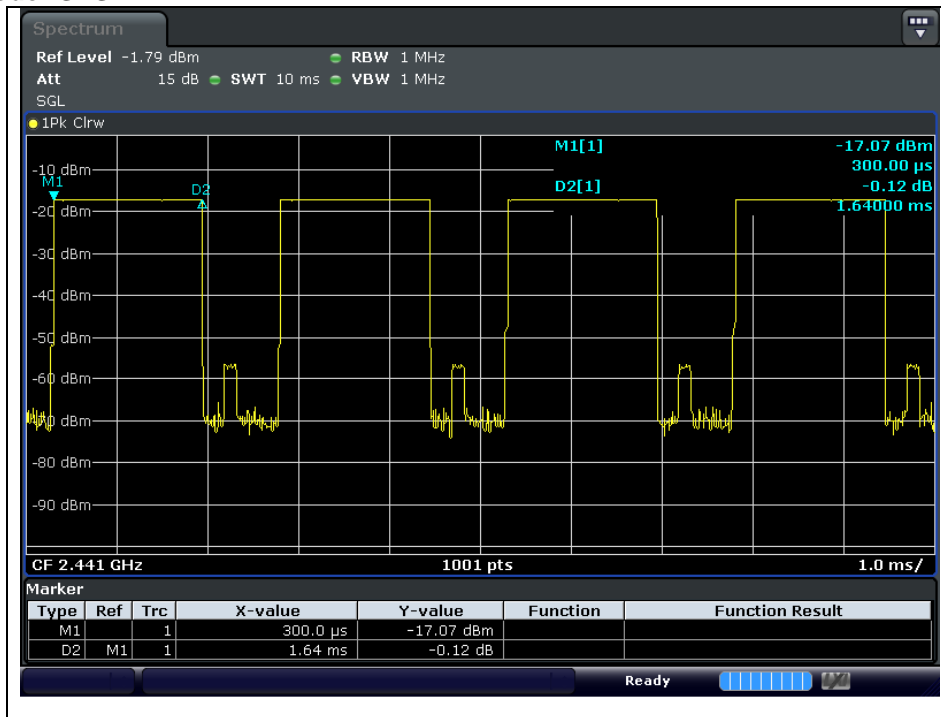 Spectrum
Ref Level -1.79 dBm RBW 1 MHz
Att 15 dB SWT 10 ms VBW 1 MHz
SGL
1Pk Clrw
M1[1] -17.07 dBm
300.00 µs
D2[1] -0.12 dB
1.64000 ms
-10 dBm
M1
D2
-20 dBm
-30 dBm
-40 dBm
-50 dBm
-60 dBm
-70 dBm
-80 dBm
-90 dBm
CF 2.441 GHz 1001 pts 1.0 ms/
Marker
Type Ref Trc X-value Y-value Function Function Result
M1 1 300.0 µs -17.07 dBm
D2 M1 1 1.64 ms -0.12 dB
Ready